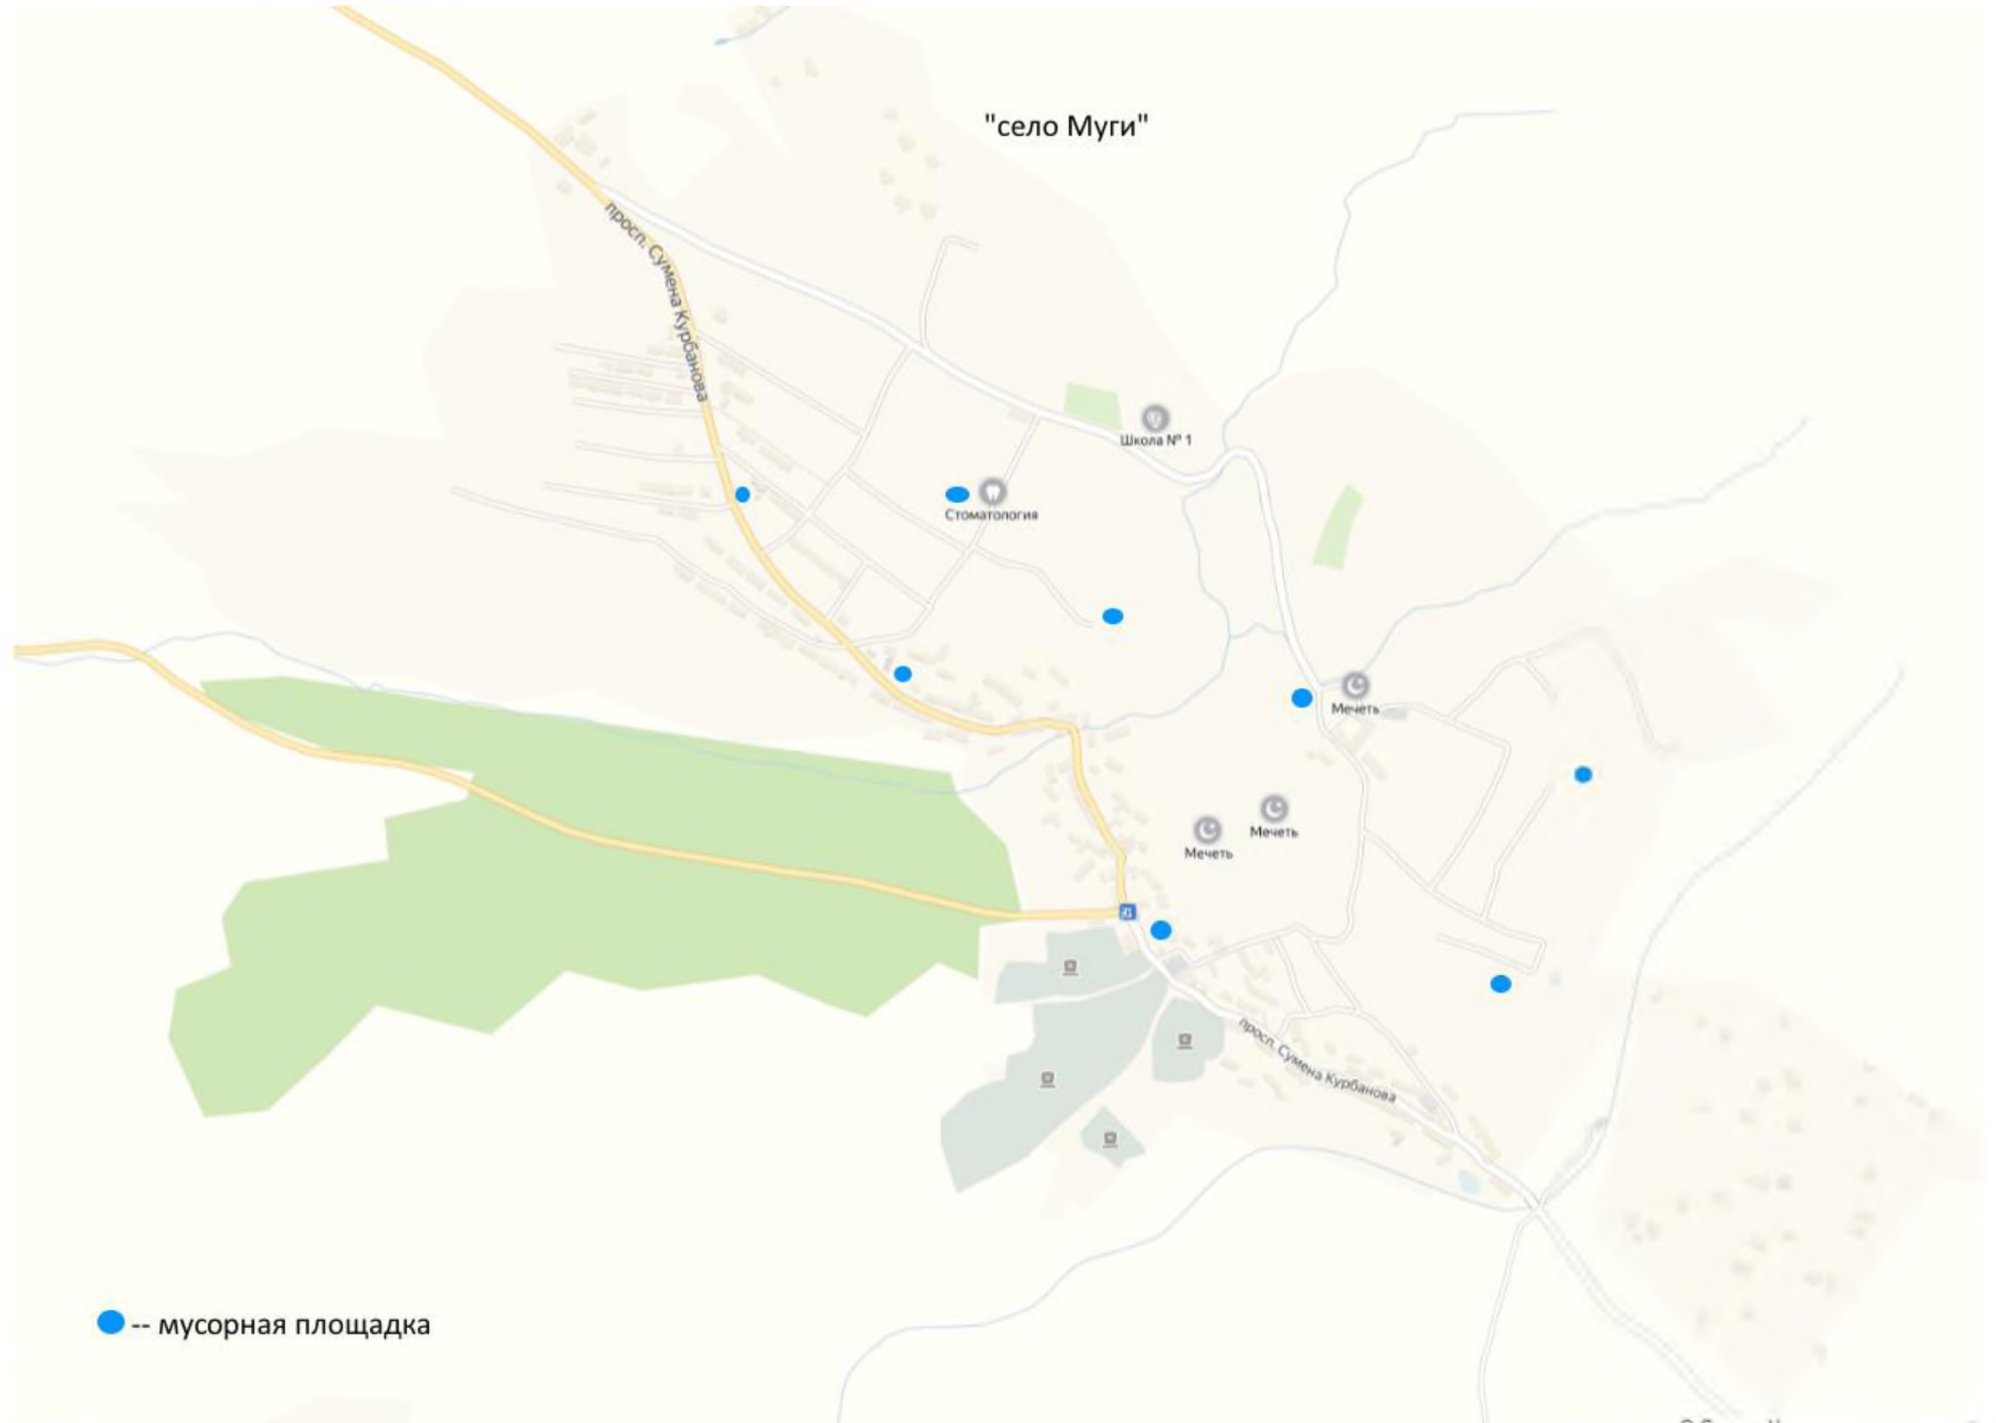 "село Муги"
просп. Сумена Курбанова
Школа № 1
Стоматология
Мечеть
Мечеть
Мечеть
просп. Сумена Курбанова
-- мусорная площадка